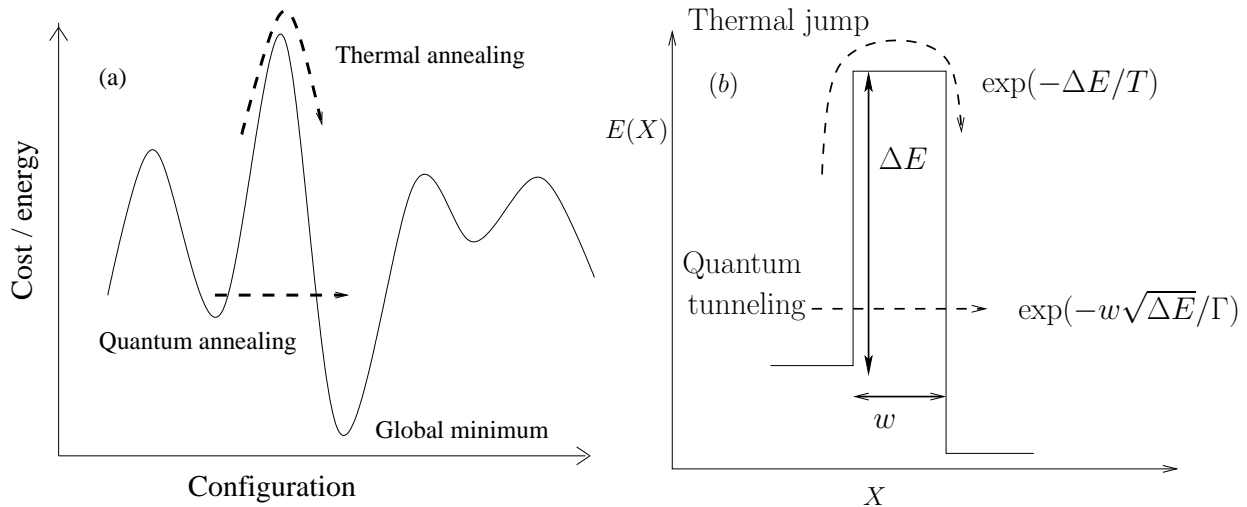 (a)
Thermal annealing
Cost / energy
Quantum annealing
Global minimum
Configuration
Thermal jump
(b)
exp(−ΔE/T)
E(X)
ΔE
Quantum
tunneling
exp(−w√ΔE/Γ)
w
X